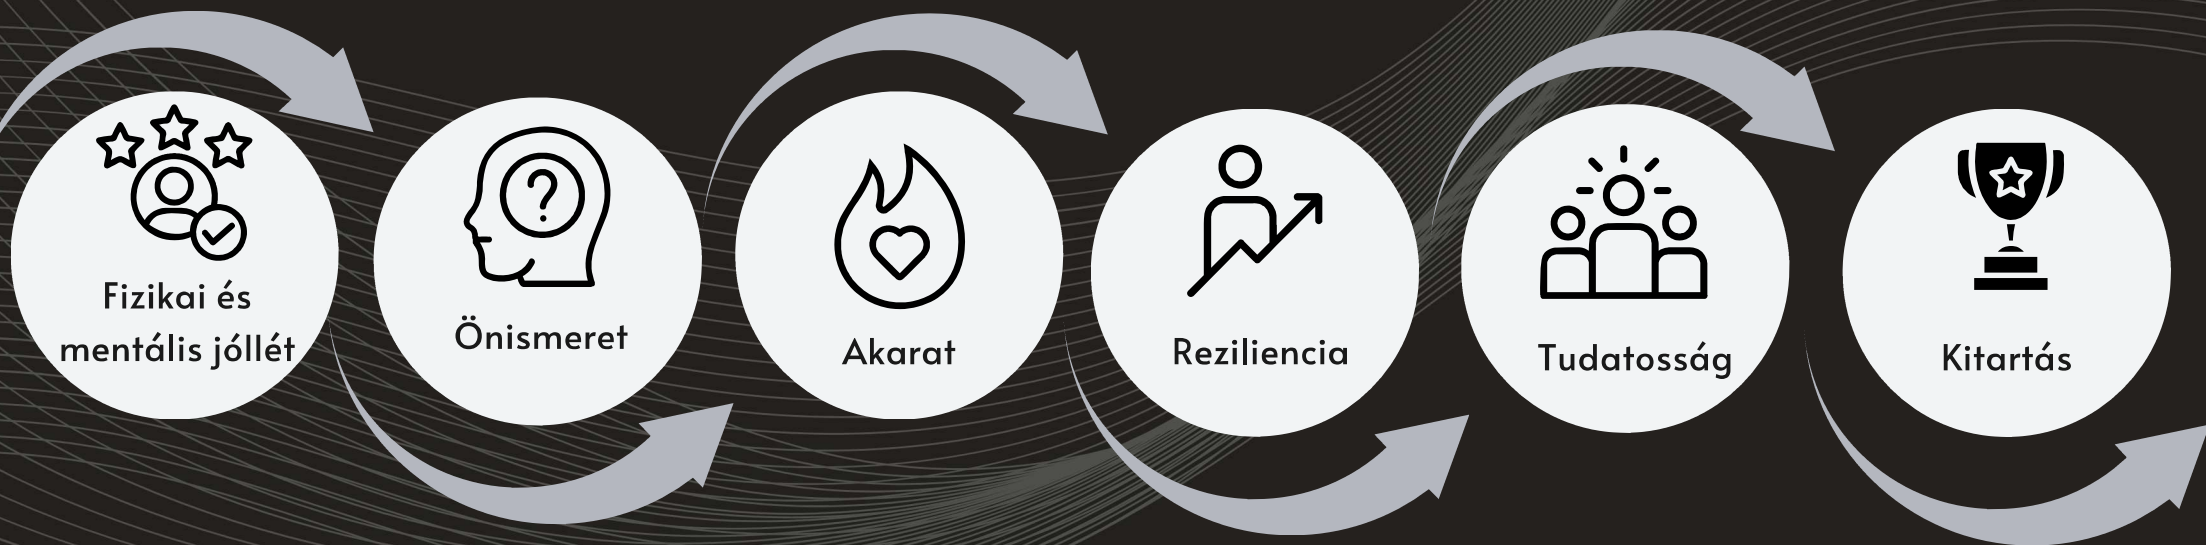 Fizikai és
mentális jóllét
Önismeret
Akarat
Reziliencia
Tudatosság
Kitartás